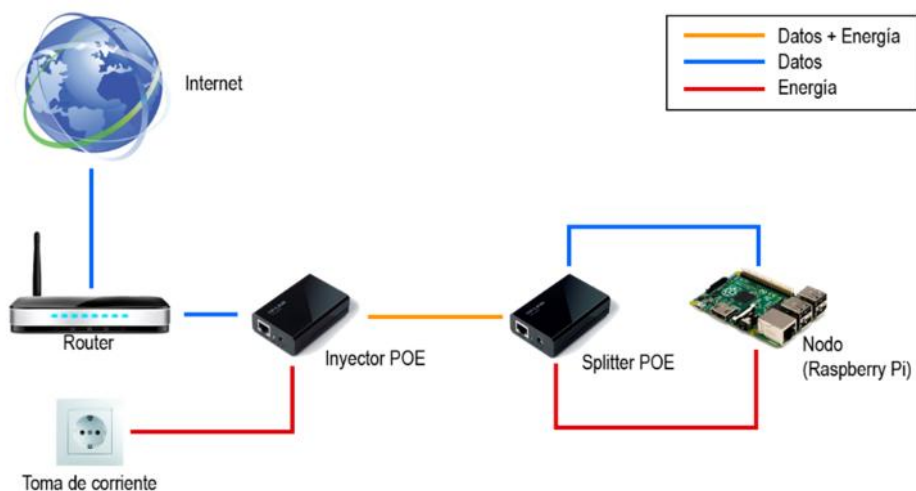 Internet
Datos + Energía
Datos
Energía
Router
Inyector POE
Splitter POE
Nodo
(Raspberry Pi)
Toma de corriente